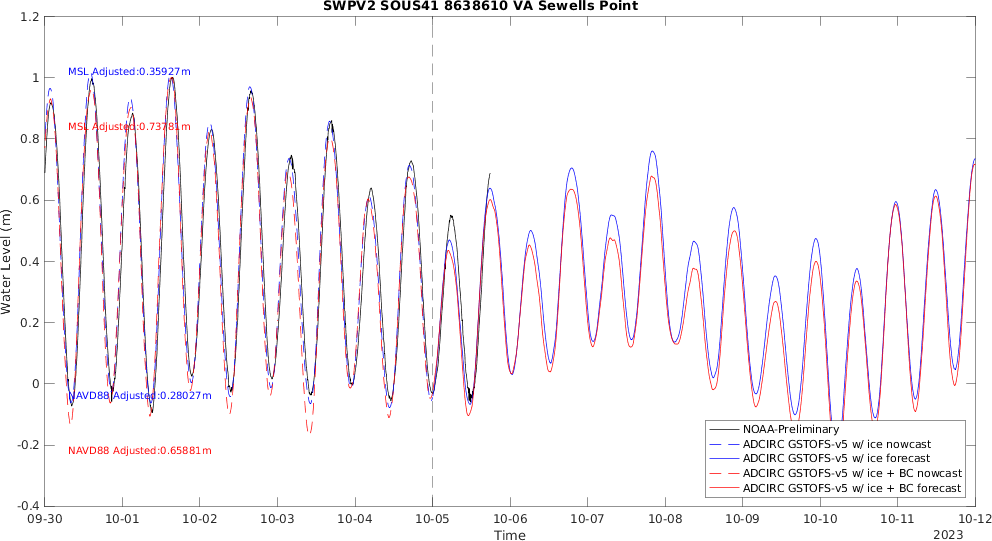 SWPV2 SOUS41 8638610 VA Sewells Point
1.2
1
0.8
0.6
0.4
0.2
0
-0.2
-0.4
Water Level (m)
MSL Adjusted:0.35927m
MSL Adjusted:0.73781m
NAVD88 Adjusted:0.28027m
NAVD88 Adjusted:0.65881m
NOAA-Preliminary
ADCIRC GSTOFS-v5 w/ ice nowcast
ADCIRC GSTOFS-v5 w/ ice forecast
ADCIRC GSTOFS-v5 w/ ice + BC nowcast
ADCIRC GSTOFS-v5 w/ ice + BC forecast
09-30 10-01 10-02 10-03 10-04 10-05 10-06 10-07 10-08 10-09 10-10 10-11 10-12
Time
2023